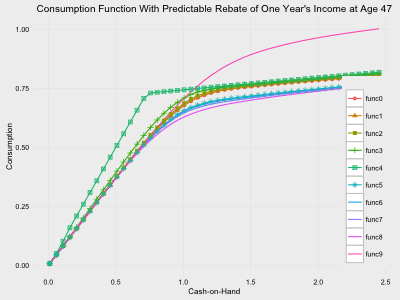 Consumption Function With Predictable Rebate of One Year's Income at Age 47
1.00
0.75
0.50
0.25
0.00
Consumption
0.0
0.5
1.0
1.5
2.0
2.5
Cash-on-Hand
func0
func1
func2
func3
func4
func5
func6
func7
func8
func9